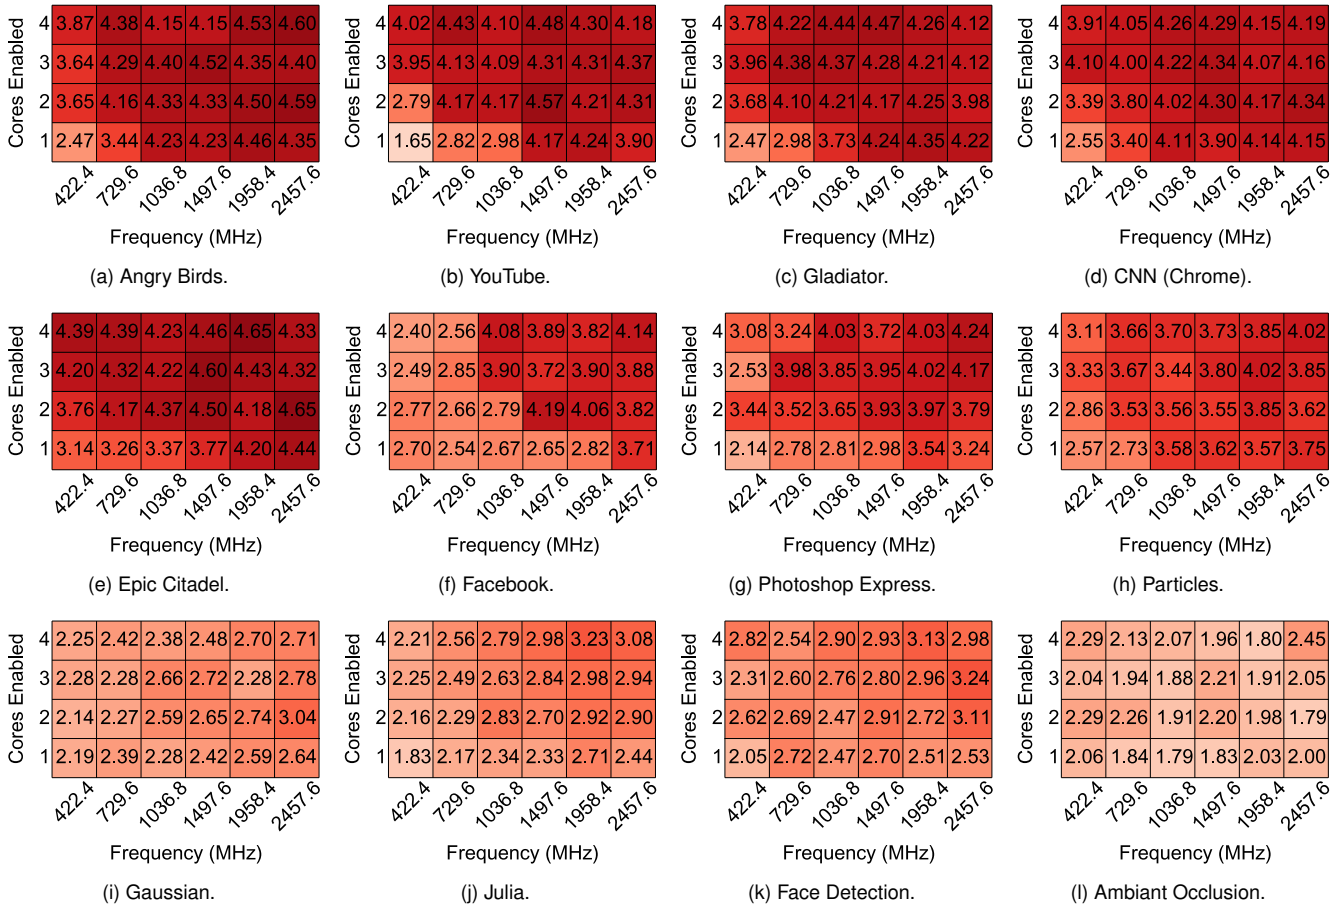 Cores Enabled
4 3.87 4.38 4.15 4.15 4.53 4.60
3 3.64 4.29 4.40 4.52 4.35 4.40
2 3.65 4.16 4.33 4.33 4.50 4.59
1 2.47 3.44 4.23 4.23 4.46 4.35
422.4 729.6 1036.8 1497.6 1958.4 2457.6
Frequency (MHz)
(a) Angry Birds.
Cores Enabled
4 4.02 4.43 4.10 4.48 4.30 4.18
3 3.95 4.13 4.09 4.31 4.31 4.37
2 2.79 4.17 4.17 4.57 4.21 4.31
1 1.65 2.82 2.98 4.17 4.24 3.90
422.4 729.6 1036.8 1497.6 1958.4 2457.6
Frequency (MHz)
(b) YouTube.
Cores Enabled
4 3.78 4.22 4.44 4.47 4.26 4.12
3 3.96 4.38 4.37 4.28 4.21 4.12
2 3.68 4.10 4.21 4.17 4.25 3.98
1 2.47 2.98 3.73 4.24 4.35 4.22
422.4 729.6 1036.8 1497.6 1958.4 2457.6
Frequency (MHz)
(c) Gladiator.
Cores Enabled
4 3.91 4.05 4.26 4.29 4.15 4.19
3 4.10 4.00 4.22 4.34 4.07 4.16
2 3.39 3.80 4.02 4.30 4.17 4.34
1 2.55 3.40 4.11 3.90 4.14 4.15
422.4 729.6 1036.8 1497.6 1958.4 2457.6
Frequency (MHz)
(d) CNN (Chrome).
Cores Enabled
4 4.39 4.39 4.23 4.46 4.65 4.33
3 4.20 4.32 4.22 4.60 4.43 4.32
2 3.76 4.17 4.37 4.50 4.18 4.65
1 3.14 3.26 3.37 3.77 4.20 4.44
422.4 729.6 1036.8 1497.6 1958.4 2457.6
Frequency (MHz)
(e) Epic Citadel.
Cores Enabled
4 2.40 2.56 4.08 3.89 3.82 4.14
3 2.49 2.85 3.90 3.72 3.90 3.88
2 2.77 2.66 2.79 4.19 4.06 3.82
1 2.70 2.54 2.67 2.65 2.82 3.71
422.4 729.6 1036.8 1497.6 1958.4 2457.6
Frequency (MHz)
(f) Facebook.
Cores Enabled
4 3.08 3.24 4.03 3.72 4.03 4.24
3 2.53 3.98 3.85 3.95 4.02 4.17
2 3.44 3.52 3.65 3.93 3.97 3.79
1 2.14 2.78 2.81 2.98 3.54 3.24
422.4 729.6 1036.8 1497.6 1958.4 2457.6
Frequency (MHz)
(g) Photoshop Express.
Cores Enabled
4 3.11 3.66 3.70 3.73 3.85 4.02
3 3.33 3.67 3.44 3.80 4.02 3.85
2 2.86 3.53 3.56 3.55 3.85 3.62
1 2.57 2.73 3.58 3.62 3.57 3.75
422.4 729.6 1036.8 1497.6 1958.4 2457.6
Frequency (MHz)
(h) Particles.
Cores Enabled
4 2.25 2.42 2.38 2.48 2.70 2.71
3 2.28 2.28 2.66 2.72 2.28 2.78
2 2.14 2.27 2.59 2.65 2.74 3.04
1 2.19 2.39 2.28 2.42 2.59 2.64
422.4 729.6 1036.8 1497.6 1958.4 2457.6
Frequency (MHz)
(i) Gaussian.
Cores Enabled
4 2.21 2.56 2.79 2.98 3.23 3.08
3 2.25 2.49 2.63 2.84 2.98 2.94
2 2.16 2.29 2.83 2.70 2.92 2.90
1 1.83 2.17 2.34 2.33 2.71 2.44
422.4 729.6 1036.8 1497.6 1958.4 2457.6
Frequency (MHz)
(j) Julia.
Cores Enabled
4 2.82 2.54 2.90 2.93 3.13 2.98
3 2.31 2.60 2.76 2.80 2.96 3.24
2 2.62 2.69 2.47 2.91 2.72 3.11
1 2.05 2.72 2.47 2.70 2.51 2.53
422.4 729.6 1036.8 1497.6 1958.4 2457.6
Frequency (MHz)
(k) Face Detection.
Cores Enabled
4 2.29 2.13 2.07 1.96 1.80 2.45
3 2.04 1.94 1.88 2.21 1.91 2.05
2 2.29 2.26 1.91 2.20 1.98 1.79
1 2.06 1.84 1.79 1.83 2.03 2.00
422.4 729.6 1036.8 1497.6 1958.4 2457.6
Frequency (MHz)
(l) Ambiant Occlusion.